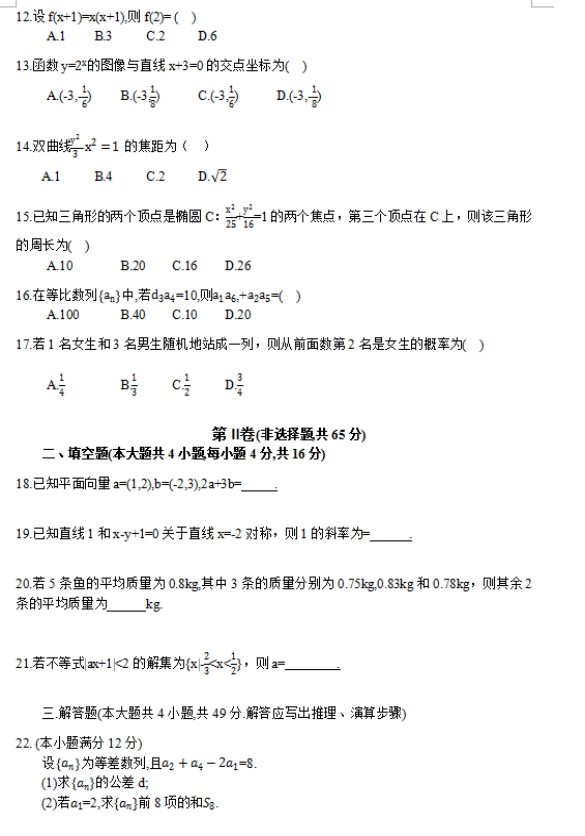 12.设 f(x+1)=x(x+1),则 f(2)= ( )
A.1 B.3 C.2 D.6
13.函数 y=2ˣ的图像与直线 x+3=0 的交点坐标为( )
A.(-3,1/6) B.(-3,1/8) C.(-3,1/6) D.(-3,1/8)
14.双曲线y²/3-x² = 1 的焦距为( )
A.1 B.4 C.2 D.√2
15.已知三角形的两个顶点是椭圆 C:x²/25+y²/16=1 的两个焦点,第三个顶点在 C 上,则该三角形
的周长为( )
A.10 B.20 C.16 D.26
16.在等比数列{aₙ}中,若d₃a₄=10,则a₁a₆,+a₂a₅=( )
A.100 B.40 C.10 D.20
17.若 1 名女生和 3 名男生随机地站成一列,则从前面数第 2 名是女生的概率为( )
A.1/4 B.1/3 C.1/2 D.3/4
第 II卷(非选择题,共 65 分)
二、填空题(本大题共 4 小题,每小题 4 分,共 16 分)
18.已知平面向量 a=(1,2),b=(-2,3),2a+3b=______.
19.已知直线 1 和 x-y+1=0 关于直线 x=-2 对称,则 1 的斜率为=______.
20.若 5 条鱼的平均质量为 0.8kg,其中 3 条的质量分别为 0.75kg,0.83kg 和 0.78kg,则其余 2
条的平均质量为______kg.
21.若不等式|ax+1|<2 的解集为{x|-2/3<x<1/2},则 a=________.
三.解答题(本大题共 4 小题,共 49 分.解答应写出推理、演算步骤)
22. (本小题满分 12 分)
设{aₙ}为等差数列,且a₂ + a₄ − 2a₁=8.
(1)求{aₙ}的公差 d;
(2)若a₁=2,求{aₙ}前 8 项的和S₈.